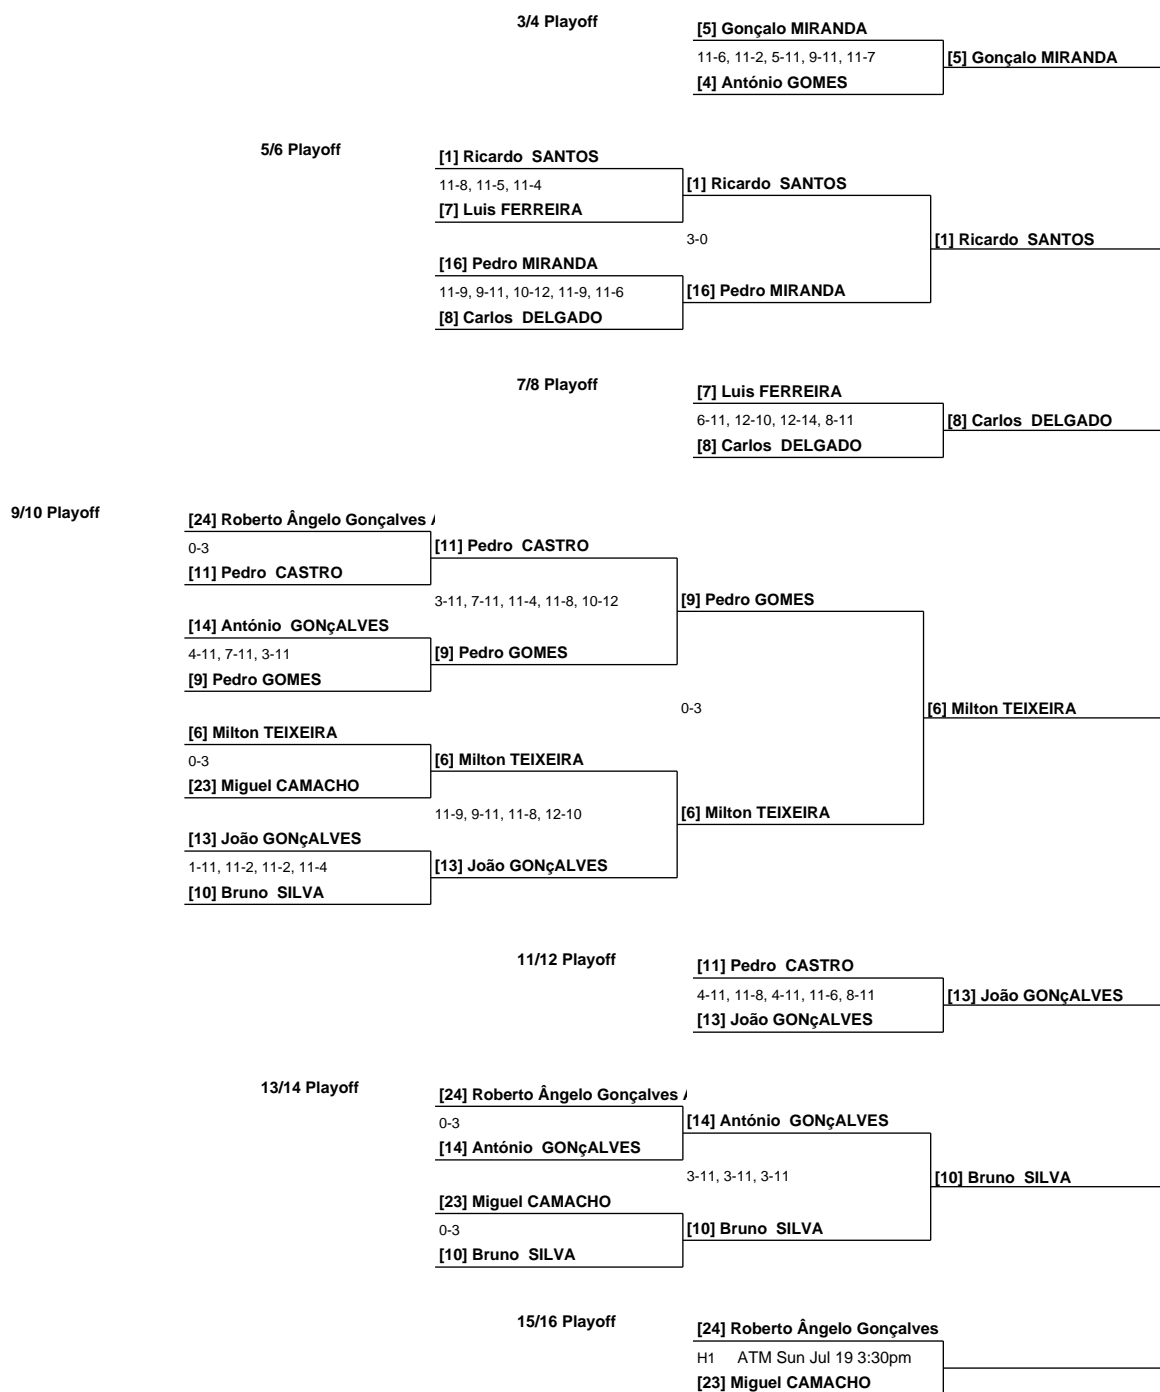 3/4 Playoff
[5] Gonçalo MIRANDA
11-6, 11-2, 5-11, 9-11, 11-7
[5] Gonçalo MIRANDA
[4] António GOMES
5/6 Playoff
[1] Ricardo SANTOS
11-8, 11-5, 11-4
[1] Ricardo SANTOS
[7] Luis FERREIRA
3-0
[1] Ricardo SANTOS
[16] Pedro MIRANDA
11-9, 9-11, 10-12, 11-9, 11-6
[16] Pedro MIRANDA
[8] Carlos DELGADO
7/8 Playoff
[7] Luis FERREIRA
6-11, 12-10, 12-14, 8-11
[8] Carlos DELGADO
[8] Carlos DELGADO
9/10 Playoff
[24] Roberto Ângelo Gonçalves
0-3
[11] Pedro CASTRO
[11] Pedro CASTRO
3-11, 7-11, 11-4, 11-8, 10-12
[9] Pedro GOMES
[14] António GONçALVES
4-11, 7-11, 3-11
[9] Pedro GOMES
[9] Pedro GOMES
0-3
[6] Milton TEIXEIRA
[6] Milton TEIXEIRA
0-3
[6] Milton TEIXEIRA
[23] Miguel CAMACHO
11-9, 9-11, 11-8, 12-10
[6] Milton TEIXEIRA
[13] João GONçALVES
1-11, 11-2, 11-2, 11-4
[13] João GONçALVES
[10] Bruno SILVA
11/12 Playoff
[11] Pedro CASTRO
4-11, 11-8, 4-11, 11-6, 8-11
[13] João GONçALVES
[13] João GONçALVES
13/14 Playoff
[24] Roberto Ângelo Gonçalves
0-3
[14] António GONçALVES
[14] António GONçALVES
3-11, 3-11, 3-11
[10] Bruno SILVA
[23] Miguel CAMACHO
0-3
[10] Bruno SILVA
[10] Bruno SILVA
15/16 Playoff
[24] Roberto Ângelo Gonçalves
H1 ATM Sun Jul 19 3:30pm
[23] Miguel CAMACHO